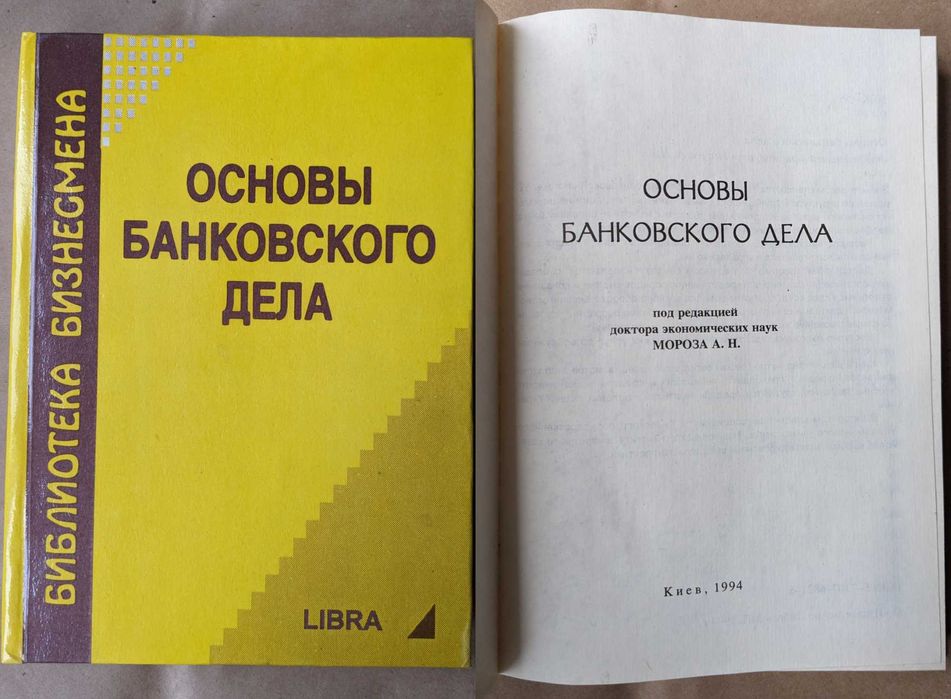 БИБЛИОТЕКА БИЗНЕСМЕНА
ОСНОВЫ
БАНКОВСКОГО
ДЕЛА
LIBRA
ОСНОВЫ
БАНКОВСКОГО ДЕЛА
под редакцией
доктора экономических наук
МОРОЗА А. Н.
Киев, 1994